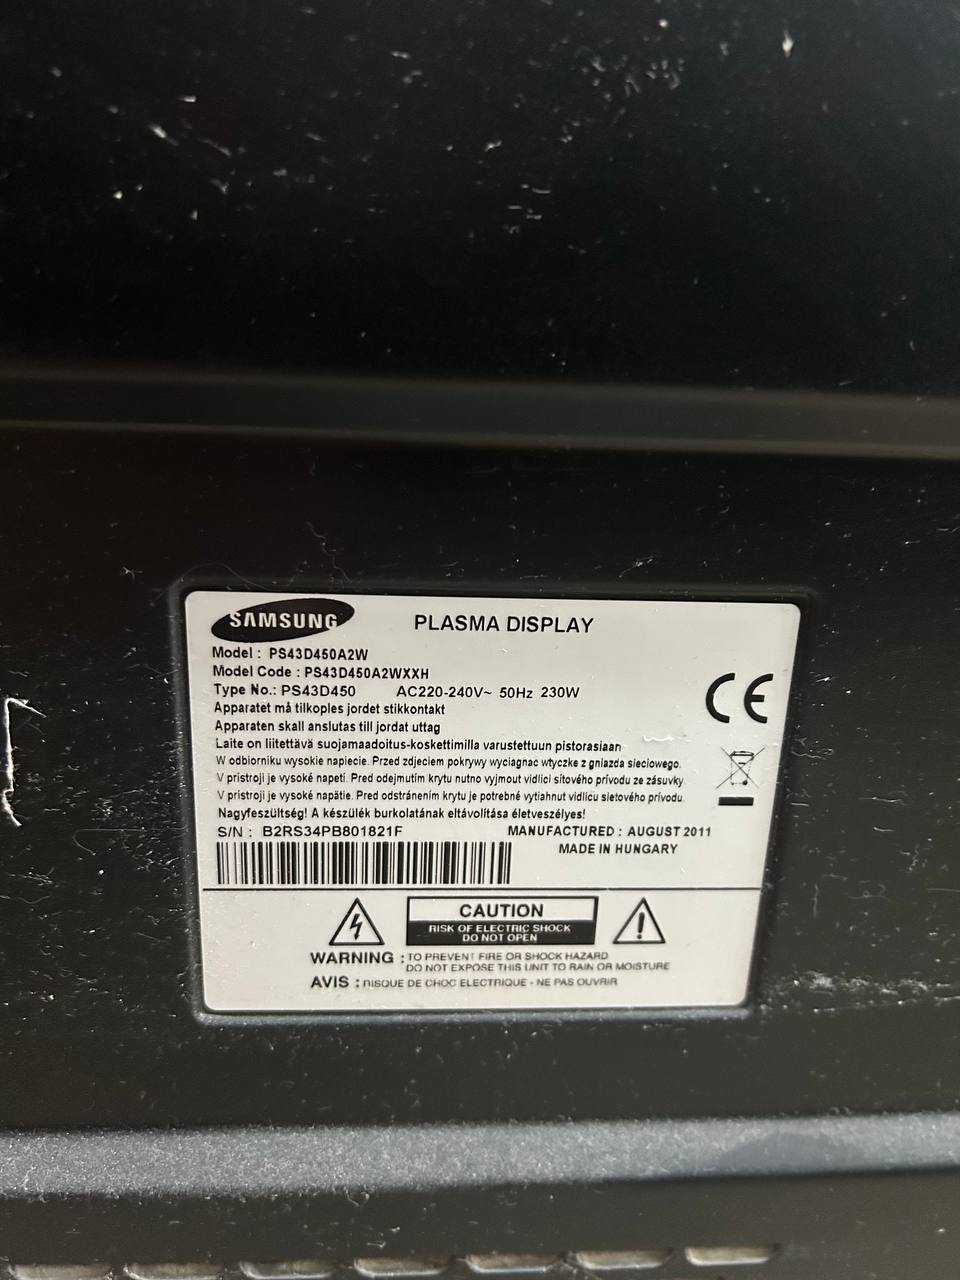 SAMSUNG
PLASMA DISPLAY
Model : PS43D450A2W
Model Code : PS43D450A2WXXH
Type No.: PS43D450 AC220-240V~ 50Hz 230W
Apparatet må tilkoples jordet stikkontakt
Apparaten skall anslutas till jordat uttag
Laite on liitettävä suojamaadoitus-koskettimilla varustettuun pistorasiaan
W odbiorniku wysokie napiecie. Przed zdjeciem pokrywy wyciagnac wtyczke z gniazda sieciowego.
V pristroji je vysoké napetí. Pred odejmutím krytu nutno vyjmout vidlici sítového prívodu ze zásuvky
V prístroji je vysoké napätie. Pred odstránením krytu je potrebné vytiahnut vidlicu sietového prívodu.
Nagyfeszültség! A készülék burkolatának eltávolítása életveszélyes!
S/N : B2RS34PB801821F MANUFACTURED : AUGUST 2011
MADE IN HUNGARY
CE
CAUTION
RISK OF ELECTRIC SHOCK
DO NOT OPEN
WARNING : TO PREVENT FIRE OR SHOCK HAZARD
DO NOT EXPOSE THIS UNIT TO RAIN OR MOISTURE
AVIS : RISQUE DE CHOC ELECTRIQUE - NE PAS OUVRIR